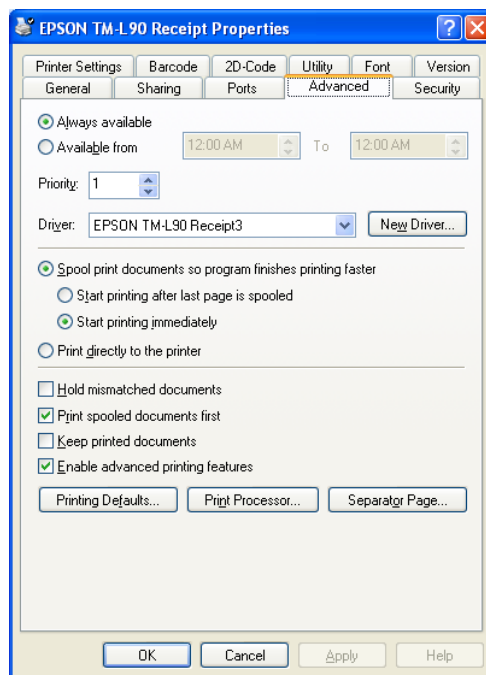 EPSON TM-L90 Receipt Properties
Printer Settings Barcode 2D-Code Utility Font Version
General Sharing Ports Advanced Security
Always available
Available from 12:00 AM To 12:00 AM
Priority: 1
Driver: EPSON TM-L90 Receipt3 New Driver...
Spool print documents so program finishes printing faster
Start printing after last page is spooled
Start printing immediately
Print directly to the printer
Hold mismatched documents
Print spooled documents first
Keep printed documents
Enable advanced printing features
Printing Defaults... Print Processor... Separator Page...
OK Cancel Apply Help